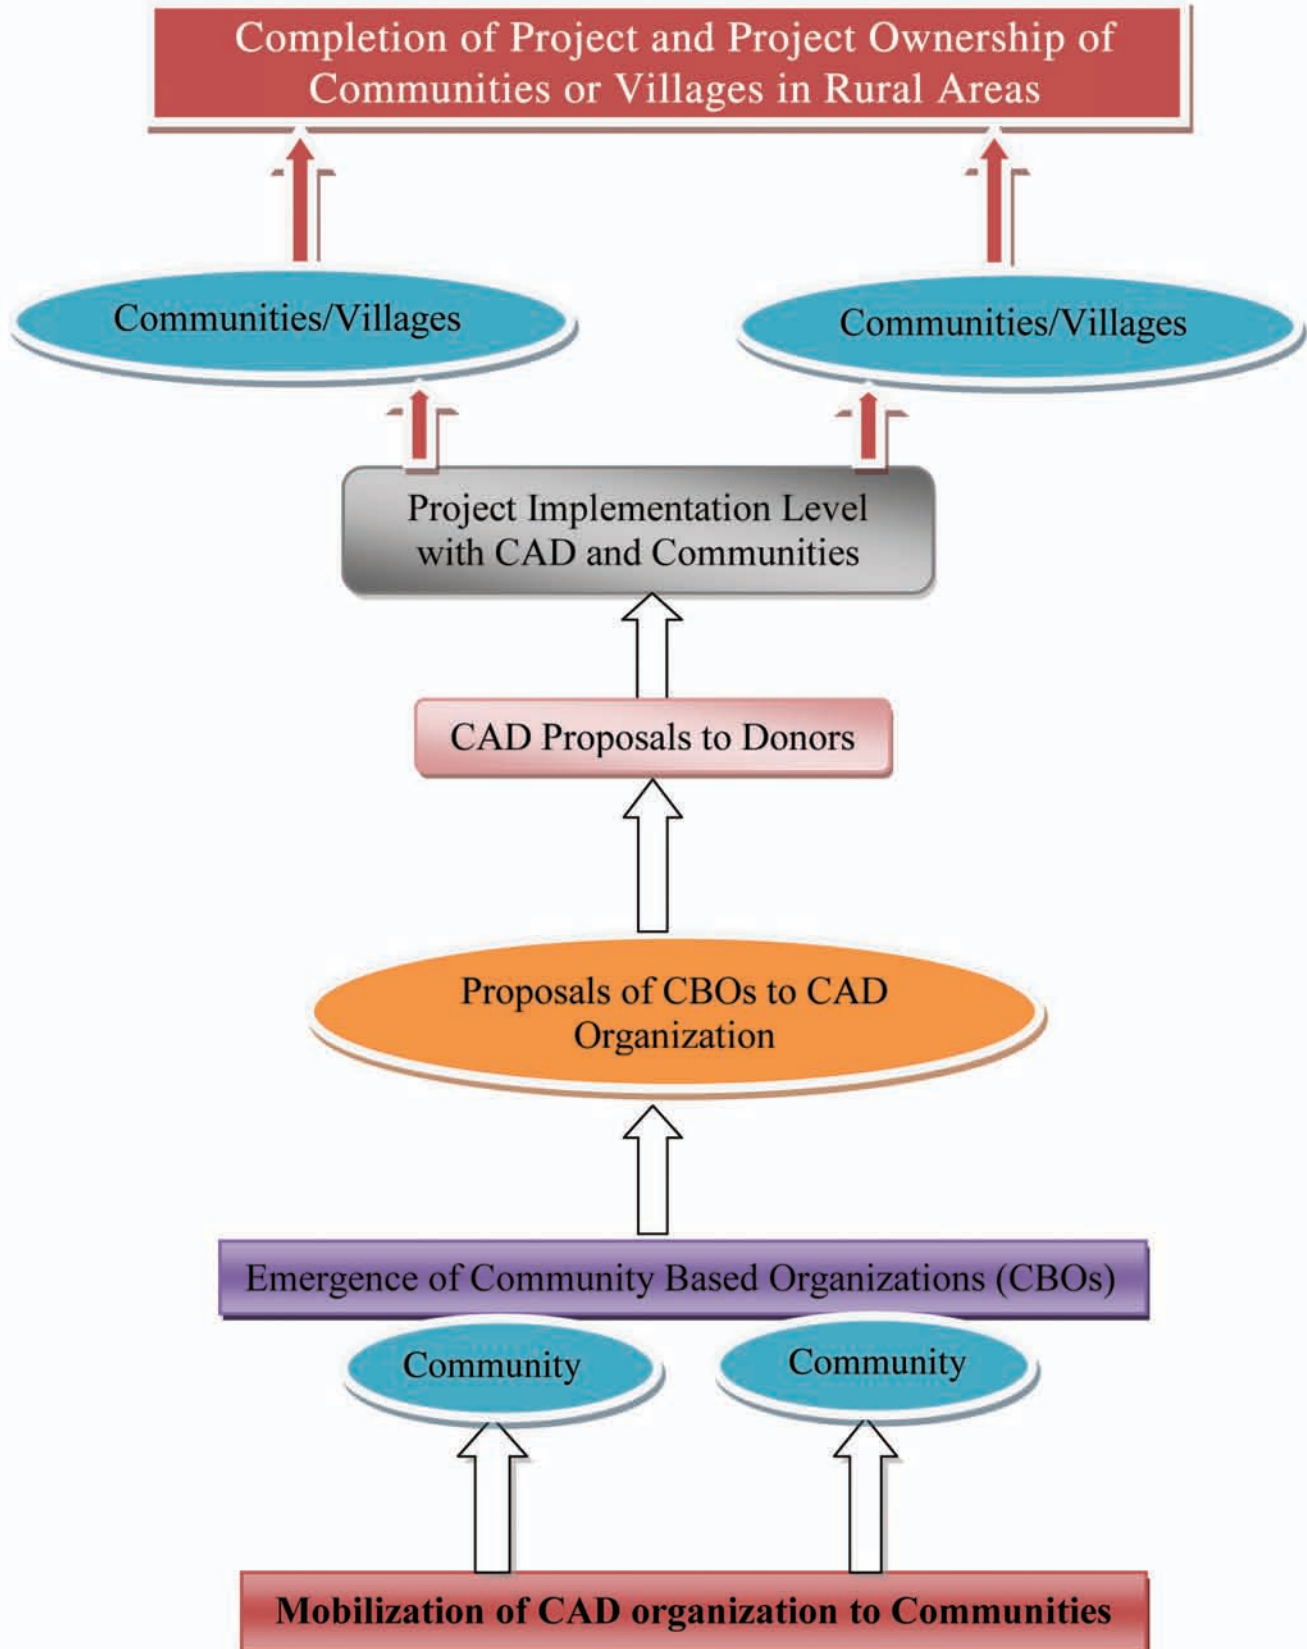 Completion of Project and Project Ownership of
Communities or Villages in Rural Areas
Communities/Villages
Communities/Villages
Project Implementation Level
with CAD and Communities
CAD Proposals to Donors
Proposals of CBOs to CAD
Organization
Emergence of Community Based Organizations (CBOs)
Community
Community
Mobilization of CAD organization to Communities